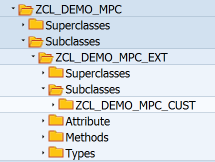 ZCL_DEMO_MPC
Superclasses
Subclasses
ZCL_DEMO_MPC_EXT
Superclasses
Subclasses
ZCL_DEMO_MPC_CUST
Attribute
Methods
Types